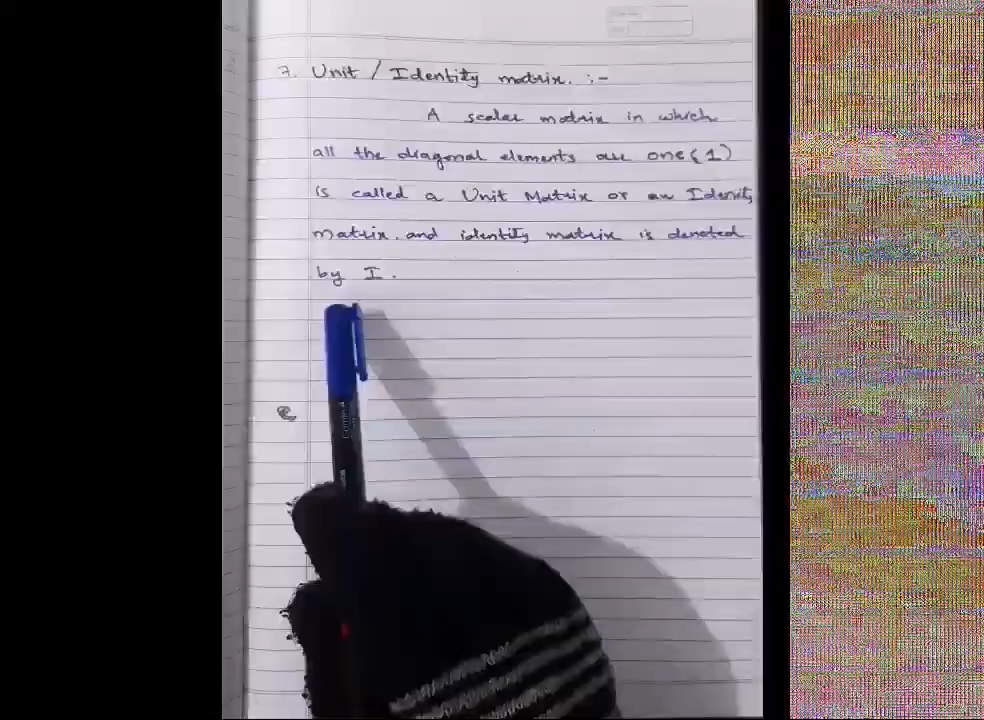 7. Unit / Identity matrix. :-
A scalar matrix in which
all the diagonal elements are one (1)
is called a Unit Matrix or an Idenity
matrix. and identity matrix is denoted
by I.